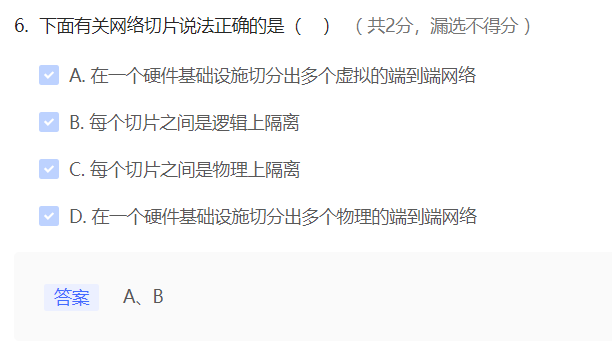 6. 下面有关网络切片说法正确的是（　）（ 共2分，漏选不得分 ）
A. 在一个硬件基础设施切分出多个虚拟的端到端网络
B. 每个切片之间是逻辑上隔离
C. 每个切片之间是物理上隔离
D. 在一个硬件基础设施切分出多个物理的端到端网络
答案 A、B